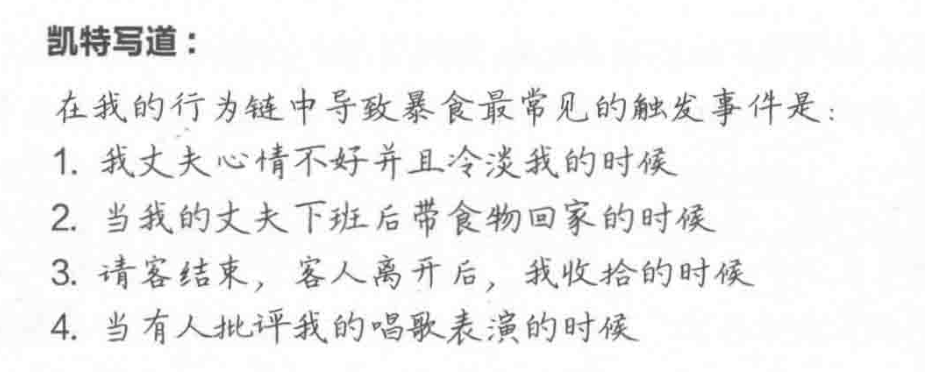 凯特写道：
在我的行为链中导致暴食最常见的触发事件是：
1. 我丈夫心情不好并且冷淡我的时候
2. 当我的丈夫下班后带食物回家的时候
3. 请客结束，客人离开后，我收拾的时候
4. 当有人批评我的唱歌表演的时候